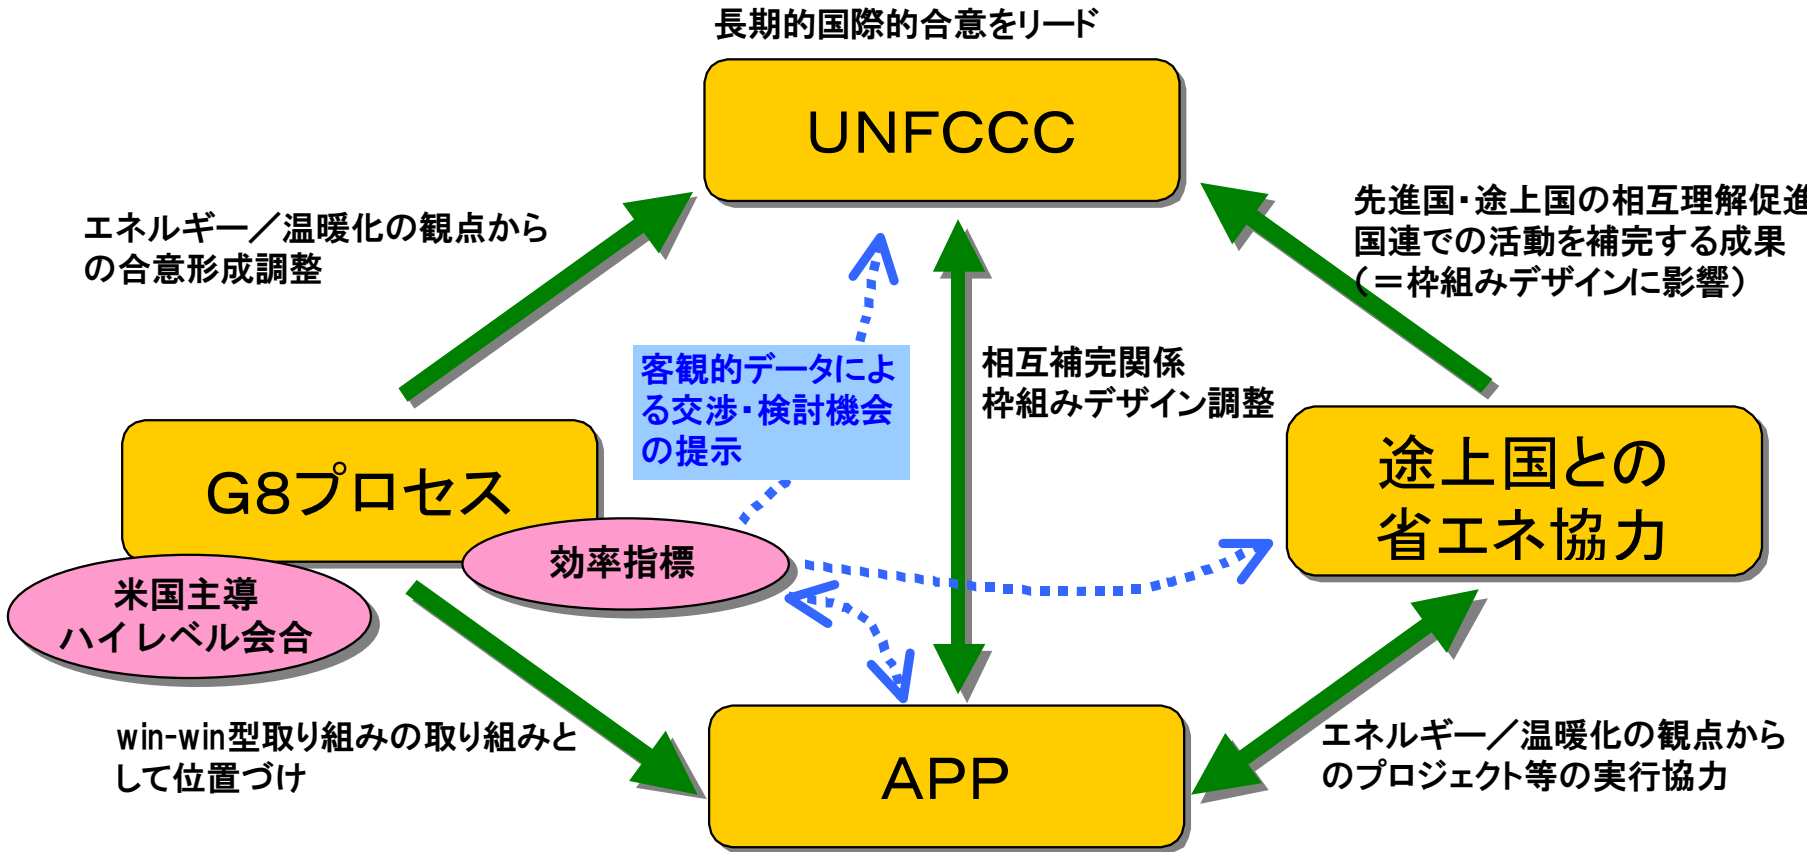 長期的国際的合意をリード
UNFCCC
エネルギー／温暖化の観点から
の合意形成調整
先進国・途上国の相互理解促進
国連での活動を補完する成果
（＝枠組みデザインに影響）
客観的データによ
る交渉・検討機会
の提示
相互補完関係
枠組みデザイン調整
G8プロセス
途上国との
省エネ協力
効率指標
米国主導
ハイレベル会合
win-win型取り組みの取り組みと
して位置づけ
APP
エネルギー／温暖化の観点から
のプロジェクト等の実行協力